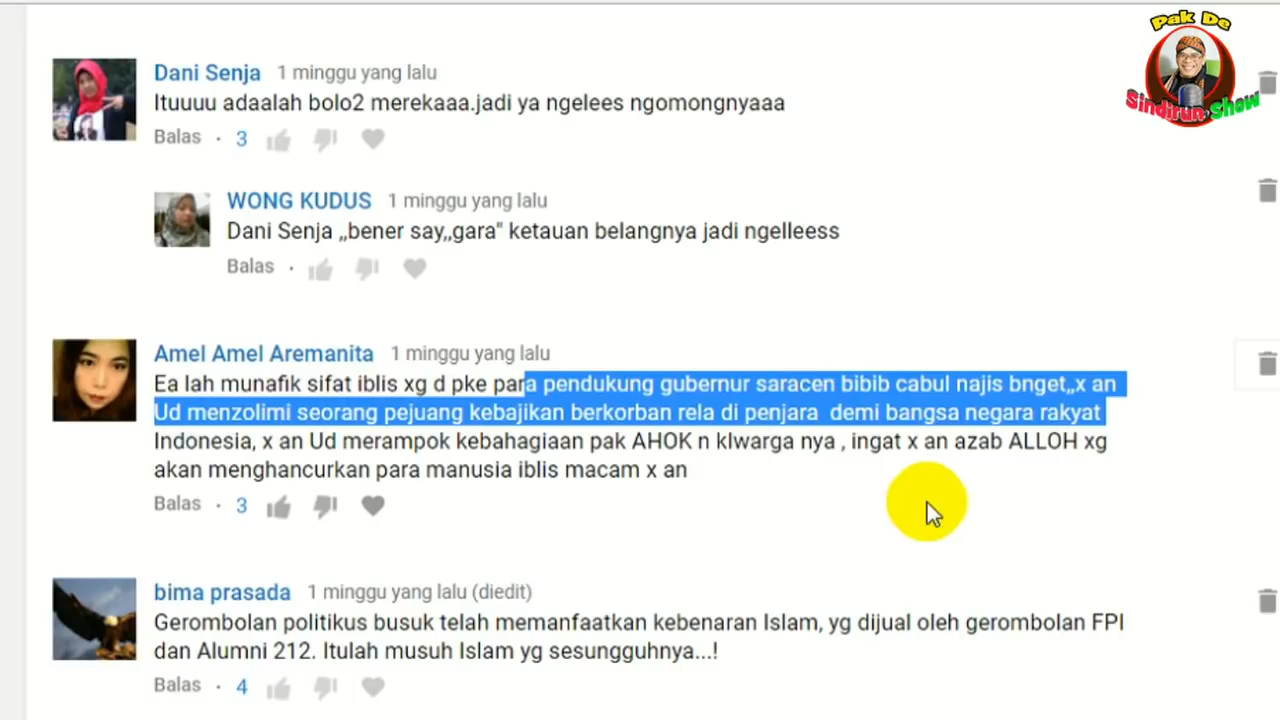 Pak De
Sindirun Show
Dani Senja 1 minggu yang lalu
Ituuuu adaalah bolo2 merekaaa.jadi ya ngelees ngomongnyaaa
Balas · 3
WONG KUDUS 1 minggu yang lalu
Dani Senja ,,bener say,,gara" ketauan belangnya jadi ngelleess
Balas ·
Amel Amel Aremanita 1 minggu yang lalu
Ea lah munafik sifat iblis xg d pke para pendukung gubernur saracen bibib cabul najis bnget,,x an
Ud menzolimi seorang pejuang kebajikan berkorban rela di penjara demi bangsa negara rakyat
Indonesia, x an Ud merampok kebahagiaan pak AHOK n klwarga nya , ingat x an azab ALLOH xg
akan menghancurkan para manusia iblis macam x an
Balas · 3
bima prasada 1 minggu yang lalu (diedit)
Gerombolan politikus busuk telah memanfaatkan kebenaran Islam, yg dijual oleh gerombolan FPI
dan Alumni 212. Itulah musuh Islam yg sesungguhnya...!
Balas · 4